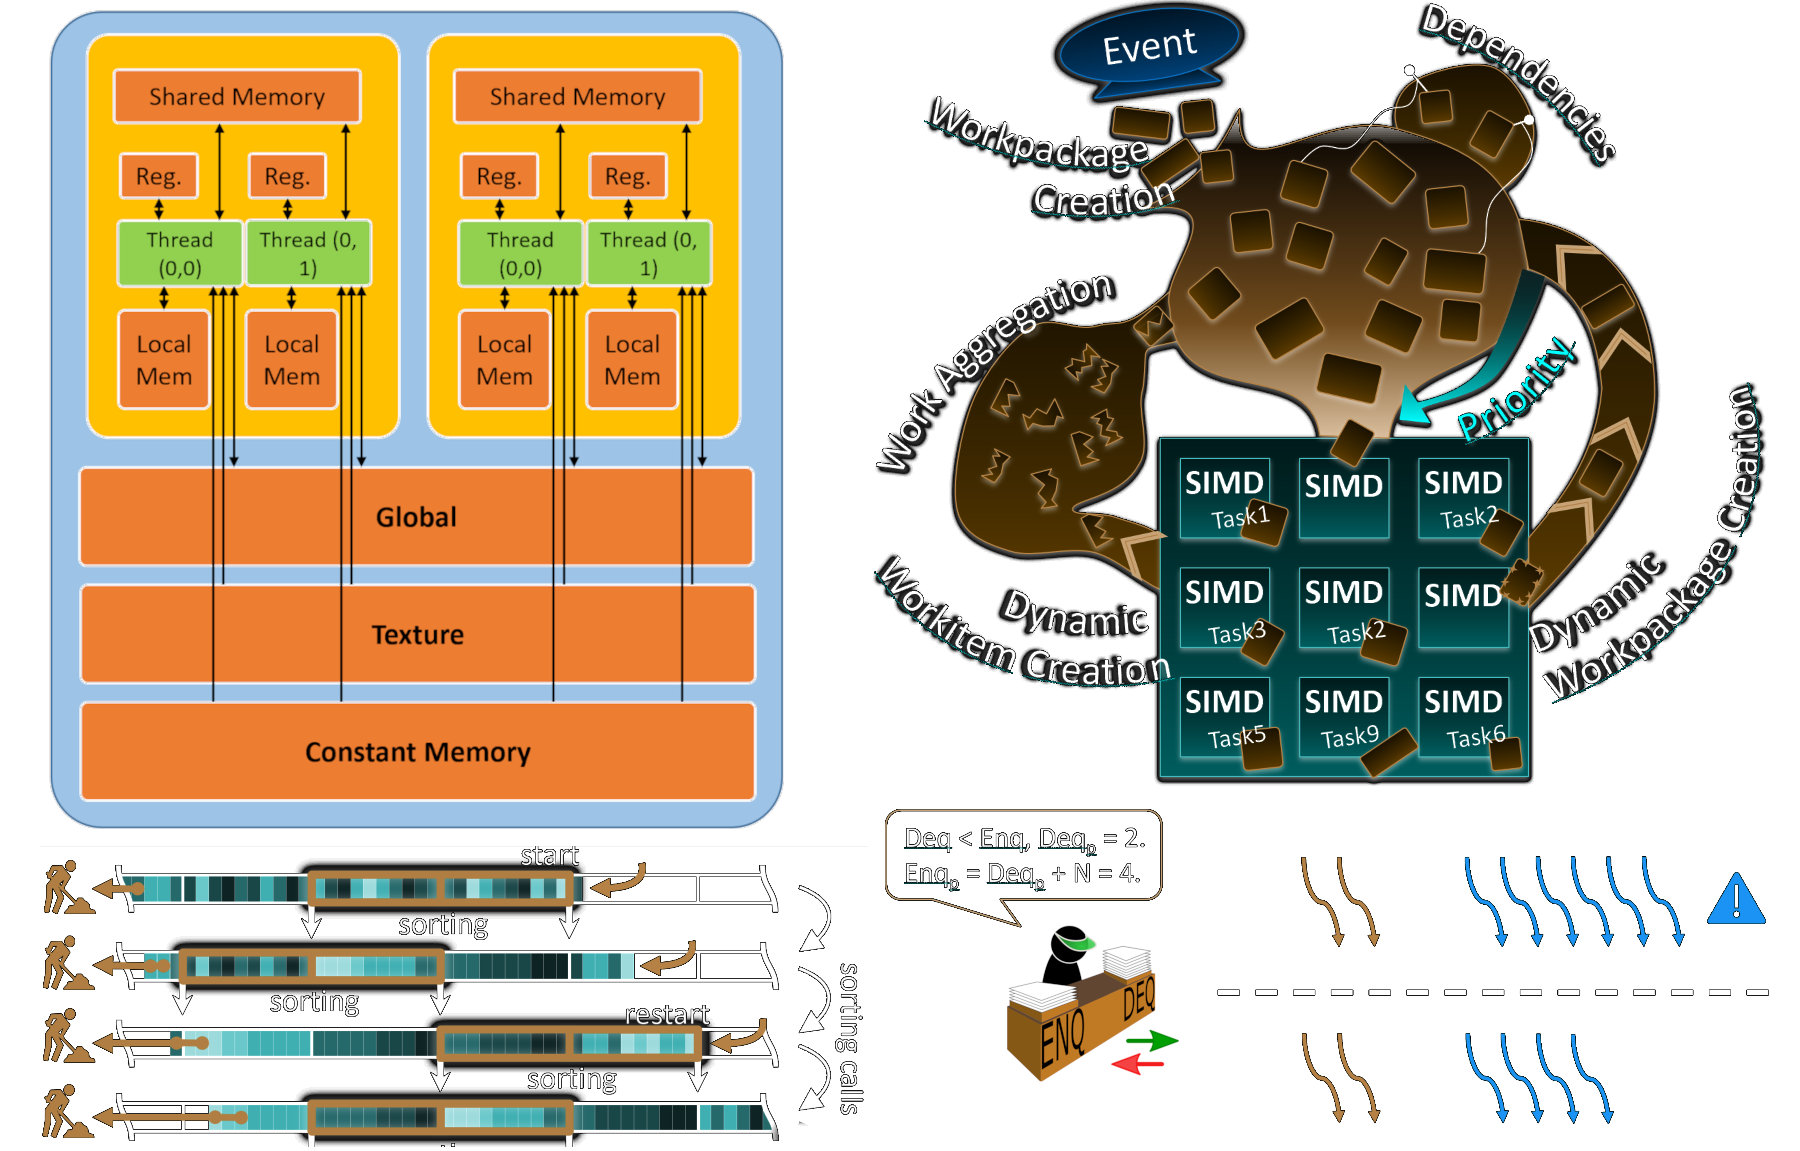 Shared Memory
Shared Memory
Reg.
Reg.
Reg.
Reg.
Thread
(0,0)
Thread (0,
1)
Thread
(0,0)
Thread (0,
1)
Local
Mem
Local
Mem
Local
Mem
Local
Mem
Global
Texture
Constant Memory
Event
Dependencies
Workpackage
Creation
Work Aggregation
Priority
SIMD
Task1
SIMD
SIMD
Task2
SIMD
Task3
SIMD
Task2
SIMD
SIMD
Task5
SIMD
Task9
SIMD
Task6
Dynamic
Workitem Creation
Dynamic
Workpackage Creation
start
sorting
sorting
restart
sorting
sorting calls
Deq < Enq, Deqp = 2.
Enqp = Deqp + N = 4.
ENQ
DEQ